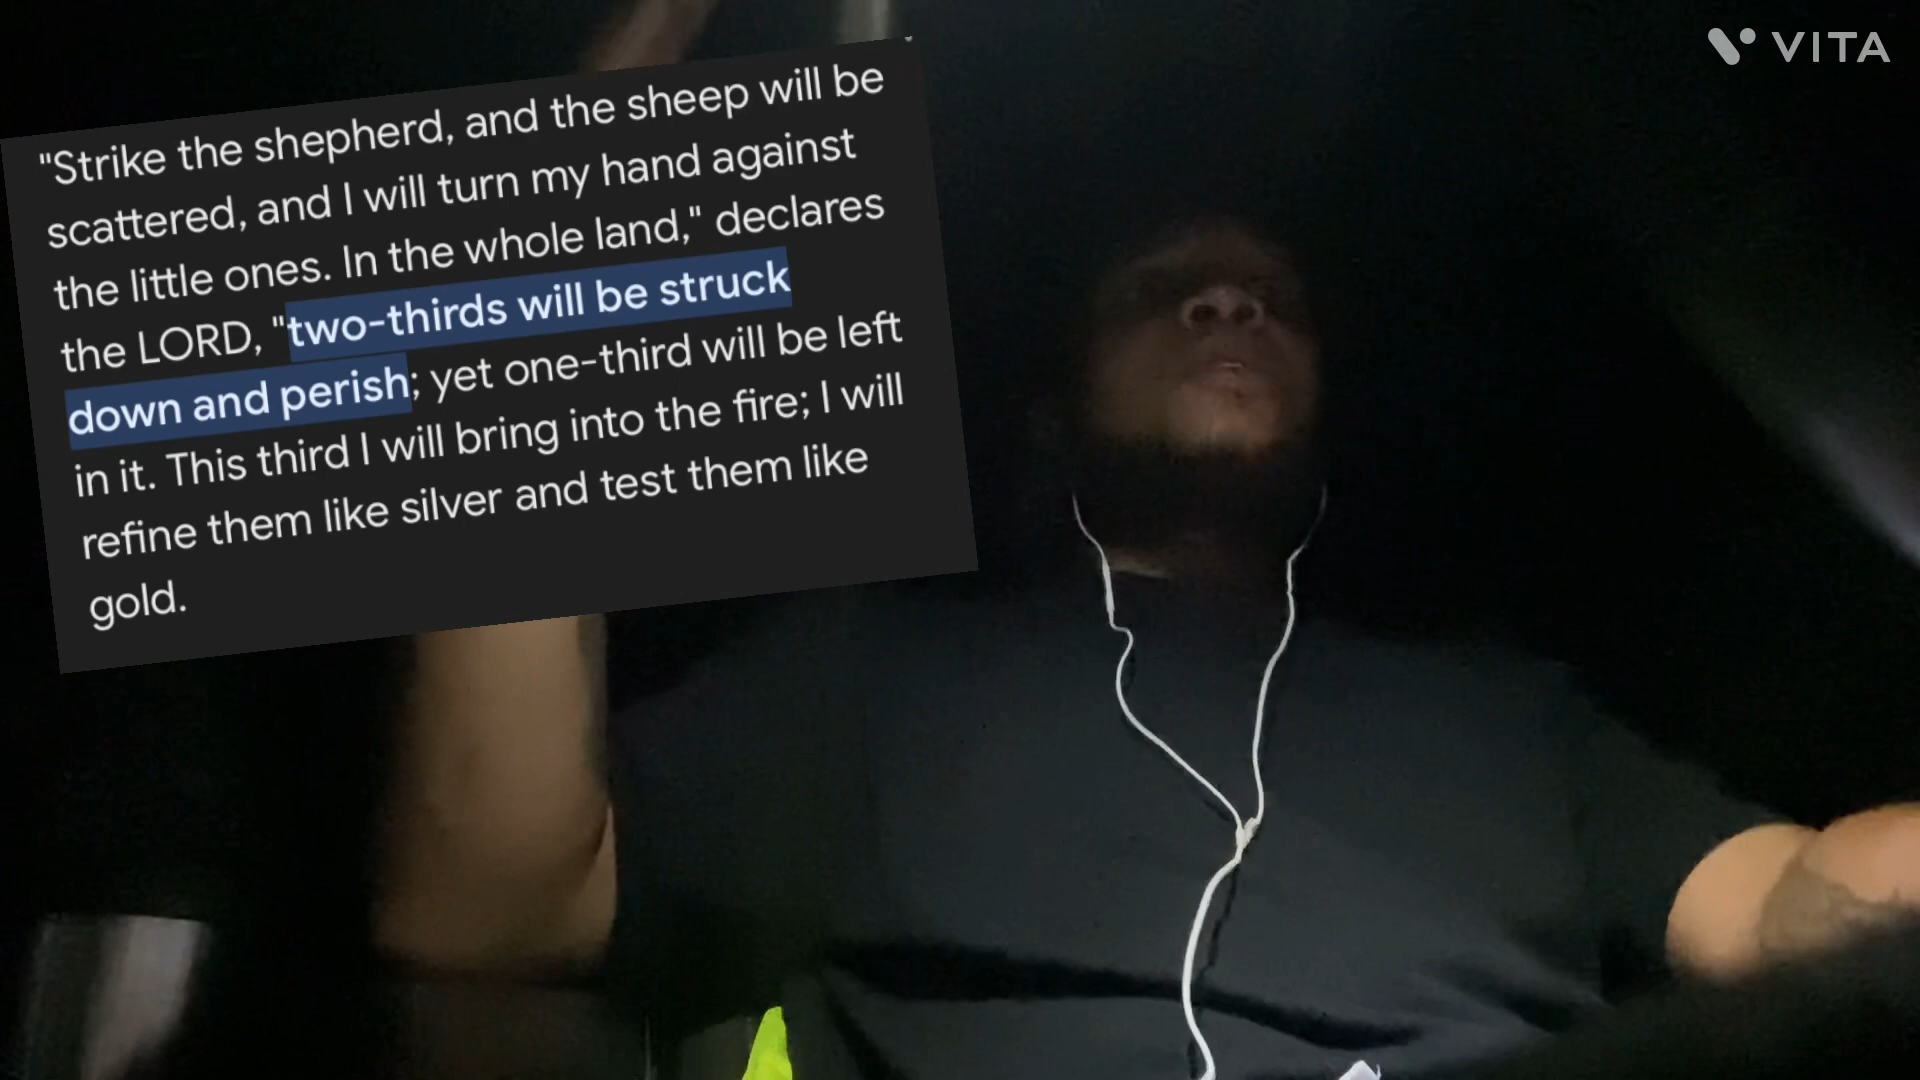 "Strike the shepherd, and the sheep will be
scattered, and I will turn my hand against
the little ones. In the whole land," declares
the LORD, "two-thirds will be struck
down and perish; yet one-third will be left
in it. This third I will bring into the fire; I will
refine them like silver and test them like
gold.
VITA